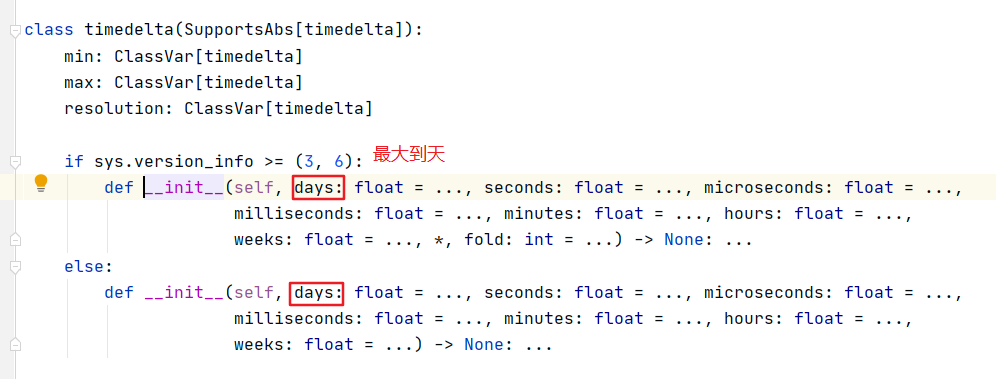 class timedelta(SupportsAbs[timedelta]):
min: ClassVar[timedelta]
max: ClassVar[timedelta]
resolution: ClassVar[timedelta]
if sys.version_info >= (3, 6): 最大到天
def __init__(self, days: float = ..., seconds: float = ..., microseconds: float = ...,
milliseconds: float = ..., minutes: float = ..., hours: float = ...,
weeks: float = ..., *, fold: int = ...) -> None: ...
else:
def __init__(self, days: float = ..., seconds: float = ..., microseconds: float = ...,
milliseconds: float = ..., minutes: float = ..., hours: float = ...,
weeks: float = ...) -> None: ...